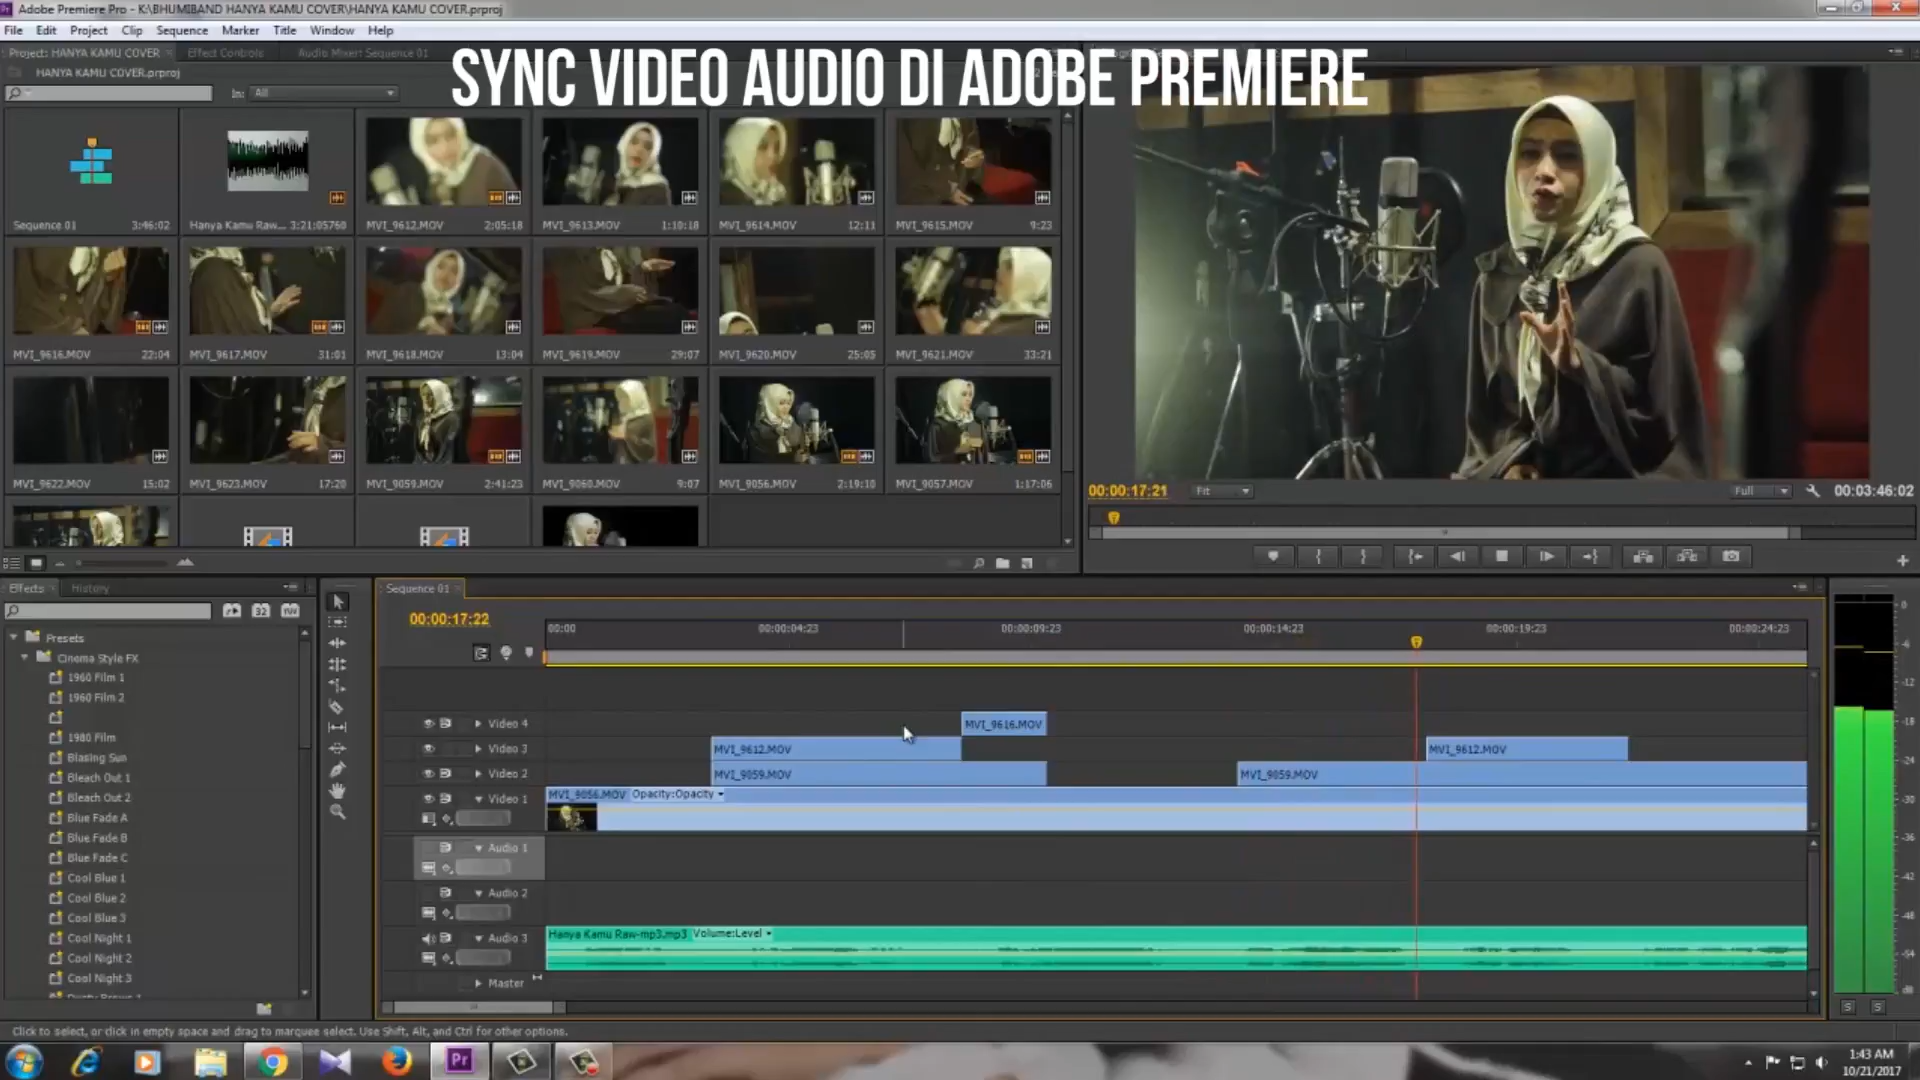 Adobe Premiere Pro - K:\BHUMIBAND HANYA KAMU COVER\HANYA KAMU COVER.prproj
File Edit Project Clip Sequence Marker Title Window Help
Project: HANYA KAMU COVER Effect Controls Audio Mixer: Sequence 01
SYNC VIDEO AUDIO DI ADOBE PREMIERE
HANYA KAMU COVER.prproj
In: All
Sequence 01 3:46:02 Hanya Kamu Raw... 3:21:05760 MVI_9612.MOV 2:05:18 MVI_9613.MOV 1:10:18 MVI_9614.MOV 12:11 MVI_9615.MOV 9:23
MVI_9616.MOV 22:04 MVI_9617.MOV 31:01 MVI_9618.MOV 13:04 MVI_9619.MOV 29:07 MVI_9620.MOV 25:05 MVI_9621.MOV 33:21
MVI_9622.MOV 15:02 MVI_9623.MOV 17:20 MVI_9059.MOV 2:41:23 MVI_9060.MOV 9:07 MVI_9056.MOV 2:19:10 MVI_9057.MOV 1:17:06
00:00:17:21 Fit Full 00:03:46:02
Effects History
32
Presets
Cinema Style FX
1960 Film 1
1960 Film 2
1980 Film
Blasing Sun
Bleach Out 1
Bleach Out 2
Blue Fade A
Blue Fade B
Blue Fade C
Cool Blue 1
Cool Blue 2
Cool Blue 3
Cool Night 1
Cool Night 2
Cool Night 3
Sequence 01
00:00:17:22
00:00 00:00:04:23 00:00:09:23 00:00:14:23 00:00:19:23 00:00:24:23
Video 4 MVI_9616.MOV
Video 3 MVI_9612.MOV MVI_9612.MOV
Video 2 MVI_9059.MOV MVI_9059.MOV
Video 1 MVI_9056.MOV Opacity:Opacity
Audio 1
Audio 2
Audio 3 Hanya Kamu Raw-mp3.mp3 Volume:Level
Master
0
-6
-12
-36
-42
-54
dB
S S
Click to select, or click in empty space and drag to marquee select. Use Shift, Alt, and Ctrl for other options.
Pr
1:43 AM
10/21/2017